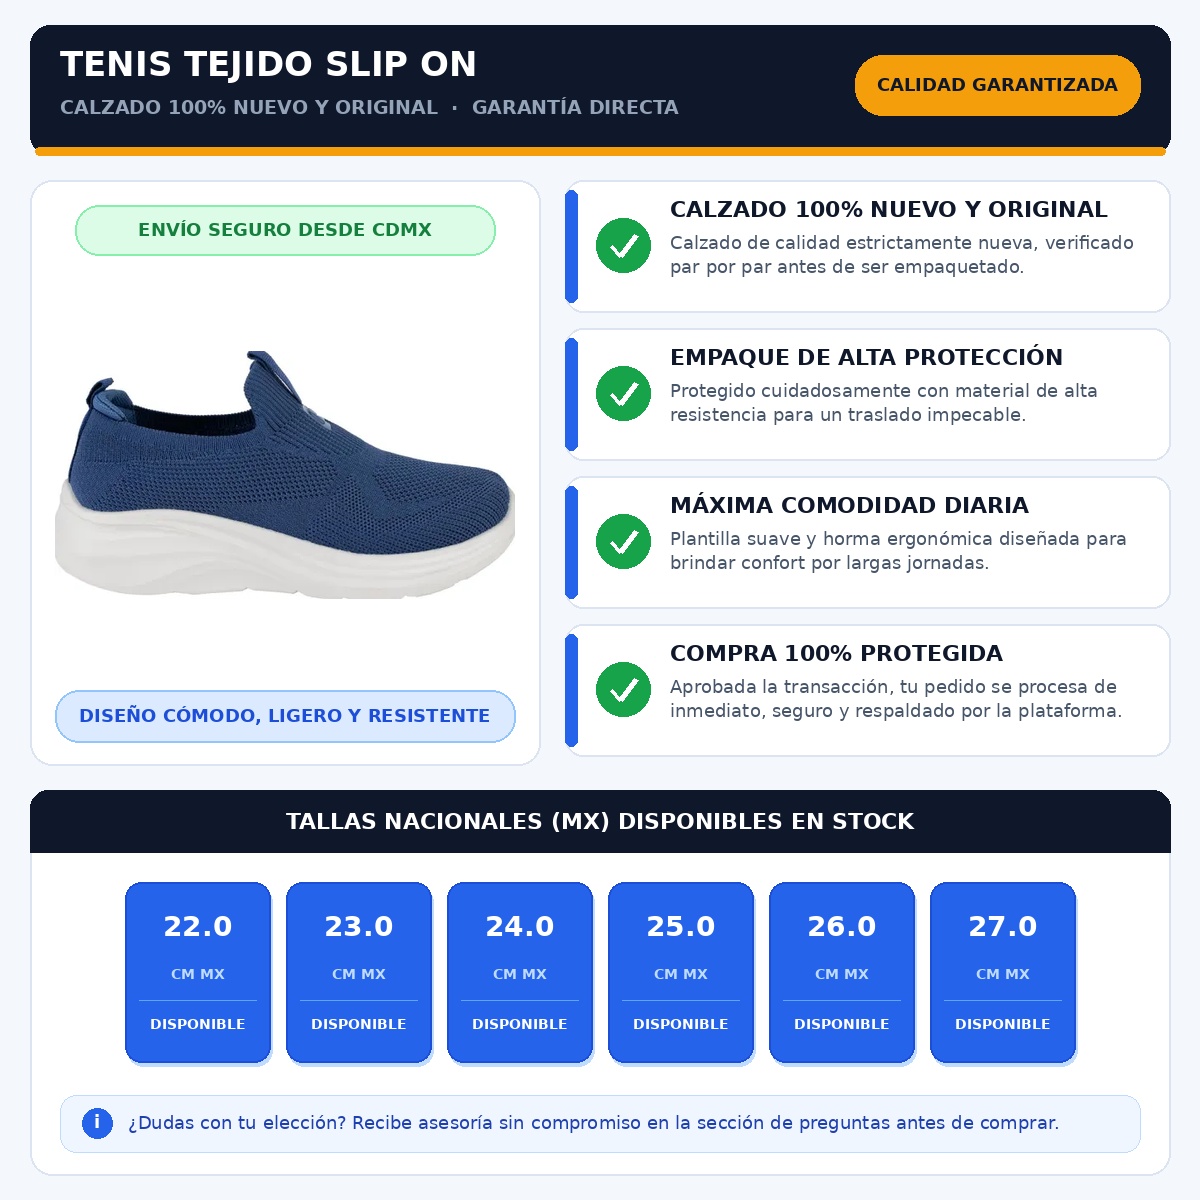 TENIS TEJIDO SLIP ON
CALZADO 100% NUEVO Y ORIGINAL · GARANTÍA DIRECTA
CALIDAD GARANTIZADA
ENVÍO SEGURO DESDE CDMX
DISEÑO CÓMODO, LIGERO Y RESISTENTE
CALZADO 100% NUEVO Y ORIGINAL
Calzado de calidad estrictamente nueva, verificado
par por par antes de ser empaquetado.
EMPAQUE DE ALTA PROTECCIÓN
Protegido cuidadosamente con material de alta
resistencia para un traslado impecable.
MÁXIMA COMODIDAD DIARIA
Plantilla suave y horma ergonómica diseñada para
brindar confort por largas jornadas.
COMPRA 100% PROTEGIDA
Aprobada la transacción, tu pedido se procesa de
inmediato, seguro y respaldado por la plataforma.
TALLAS NACIONALES (MX) DISPONIBLES EN STOCK
22.0 23.0 24.0 25.0 26.0 27.0
CM MX CM MX CM MX CM MX CM MX CM MX
DISPONIBLE DISPONIBLE DISPONIBLE DISPONIBLE DISPONIBLE DISPONIBLE
i ¿Dudas con tu elección? Recibe asesoría sin compromiso en la sección de preguntas antes de comprar.